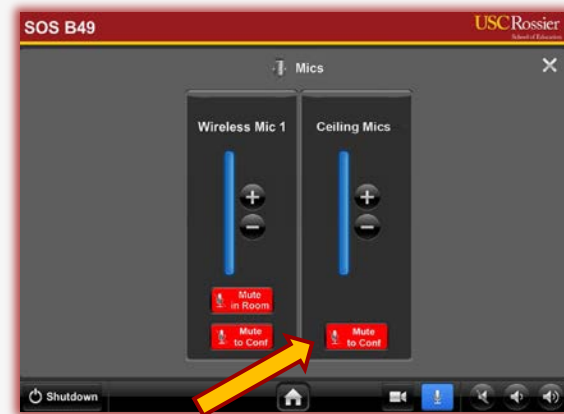 SOS B49
USC Rossier
School of Education
Mics
Wireless Mic 1
Ceiling Mics
Mute
in Room
Mute
to Conf
Mute
to Conf
Shutdown